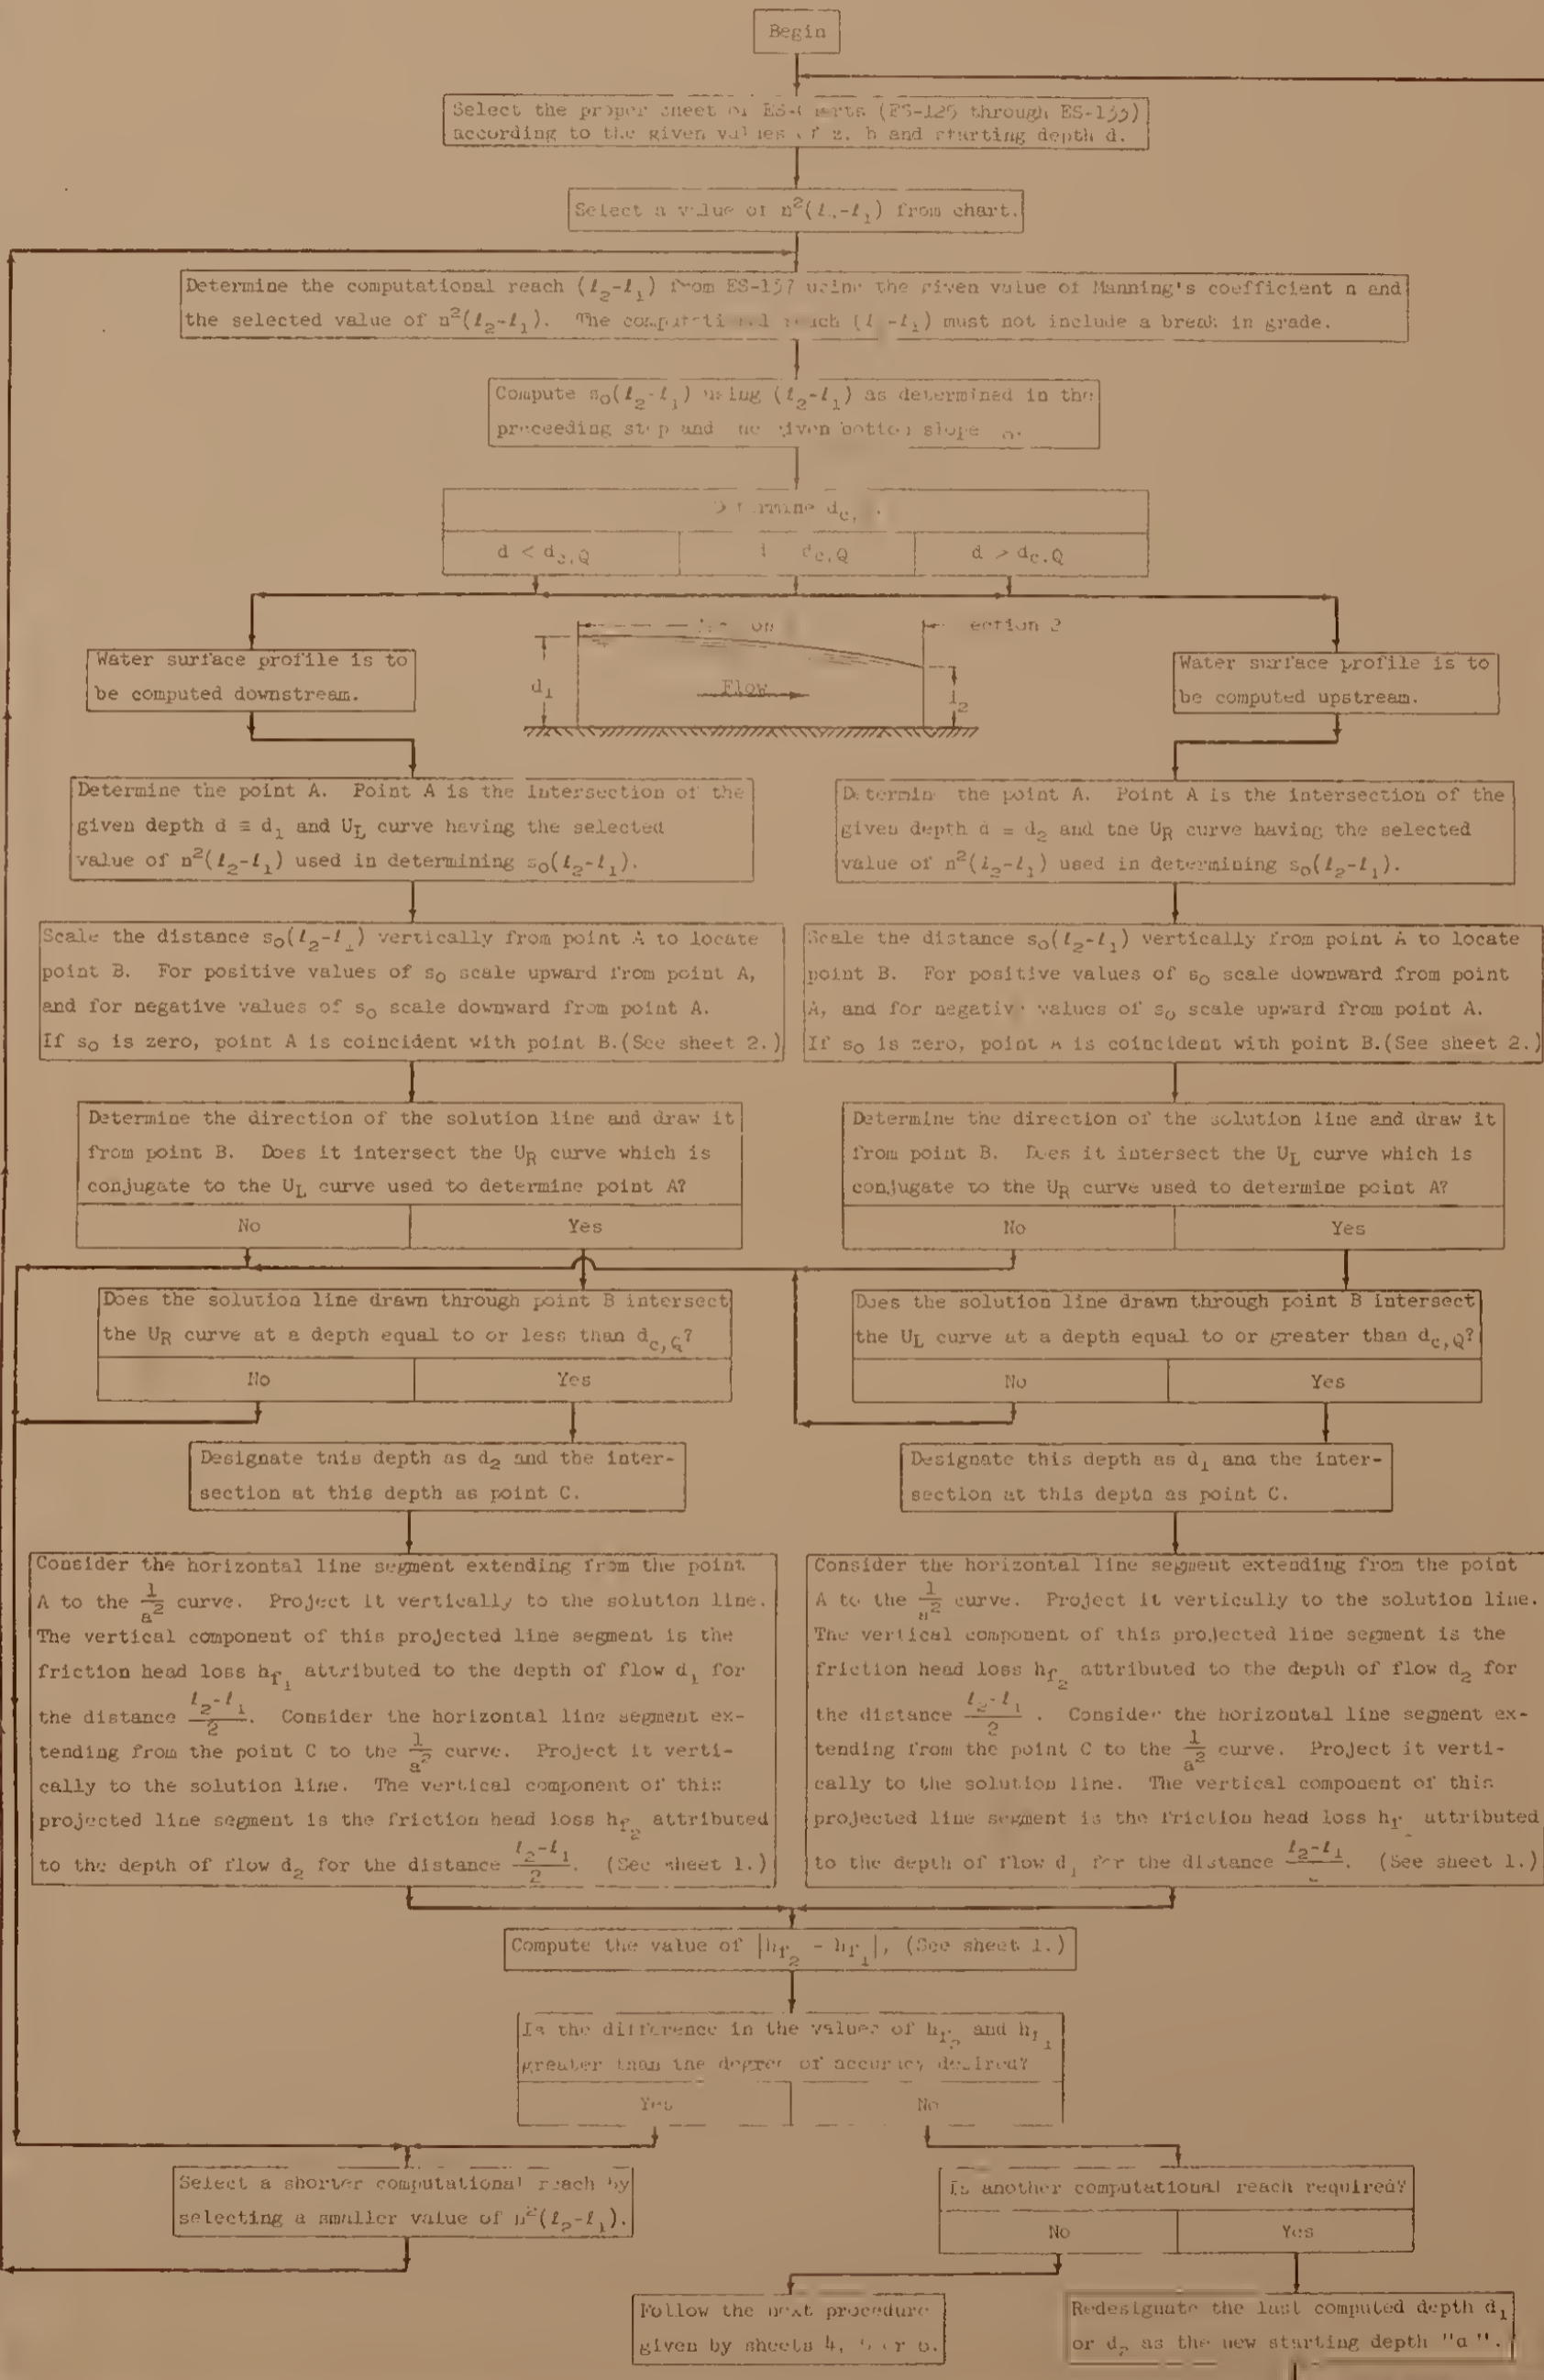 Begin
Select the proper sheet of ES-Charts (ES-125 through ES-135)
according to the given values of z, b and starting depth d.
Select a value of n²(l₂-l₁) from chart.
Determine the computational reach (l₂-l₁) from ES-137 using the given value of Manning's coefficient n and
the selected value of n²(l₂-l₁). The computational reach (l₂-l₁) must not include a break in grade.
Compute s₀(l₂-l₁) using (l₂-l₁) as determined in the
preceeding step and the given bottom slope
Determine d_c,
d < d_c,Q
d_c,Q
d > d_c,Q
Section 2
Water surface profile is to
be computed downstream.
d₁
Flow
Water surface profile is to
be computed upstream.
Determine the point A. Point A is the intersection of the
given depth d ≡ d₁ and U_L curve having the selected
value of n²(l₂-l₁) used in determining s₀(l₂-l₁).
Determine the point A. Point A is the intersection of the
given depth d = d₂ and the U_R curve having the selected
value of n²(l₂-l₁) used in determining s₀(l₂-l₁).
Scale the distance s₀(l₂-l₁) vertically from point A to locate
point B. For positive values of s₀ scale upward from point A,
and for negative values of s₀ scale downward from point A.
If s₀ is zero, point A is coincident with point B.(See sheet 2.)
Scale the distance s₀(l₂-l₁) vertically from point A to locate
point B. For positive values of s₀ scale downward from point
A, and for negative values of s₀ scale upward from point A.
If s₀ is zero, point A is coincident with point B.(See sheet 2.)
Determine the direction of the solution line and draw it
from point B. Does it intersect the U_R curve which is
conjugate to the U_L curve used to determine point A?
No
Yes
Determine the direction of the solution line and draw it
from point B. Does it intersect the U_L curve which is
conjugate to the U_R curve used to determine point A?
No
Yes
Does the solution line drawn through point B intersect
the U_R curve at a depth equal to or less than d_c,Q?
No
Yes
Does the solution line drawn through point B intersect
the U_L curve at a depth equal to or greater than d_c,Q?
No
Yes
Designate this depth as d₂ and the inter-
section at this depth as point C.
Designate this depth as d₁ and the inter-
section at this depth as point C.
Consider the horizontal line segment extending from the point
A to the 1/a² curve. Project it vertically to the solution line.
The vertical component of this projected line segment is the
friction head loss h_f₁ attributed to the depth of flow d₁ for
the distance (l₂-l₁)/2. Consider the horizontal line segment ex-
tending from the point C to the 1/a² curve. Project it verti-
cally to the solution line. The vertical component of this
projected line segment is the friction head loss h_f₂ attributed
to the depth of flow d₂ for the distance (l₂-l₁)/2. (See sheet 1.)
Consider the horizontal line segment extending from the point
A to the 1/a² curve. Project it vertically to the solution line.
The vertical component of this projected line segment is the
friction head loss h_f₂ attributed to the depth of flow d₂ for
the distance (l₂-l₁)/2. Consider the horizontal line segment ex-
tending from the point C to the 1/a² curve. Project it verti-
cally to the solution line. The vertical component of this
projected line segment is the friction head loss h_f attributed
to the depth of flow d₁ for the distance l₂-l₁. (See sheet 1.)
Compute the value of |h_f₂ - h_f₁|, (See sheet 1.)
Is the difference in the values of h_f₂ and h_f₁
greater than the degree of accuracy desired?
Yes
No
Select a shorter computational reach by
selecting a smaller value of n²(l₂-l₁).
Is another computational reach required?
No
Yes
Follow the next procedure
given by sheets 4, 5 or 6.
Redesignate the last computed depth d₁
or d₂ as the new starting depth "d".